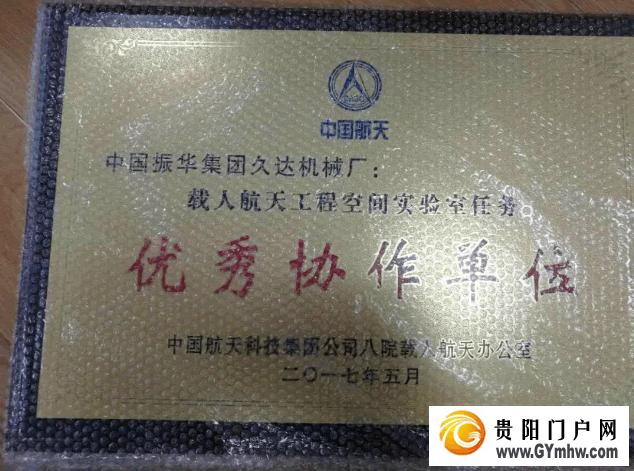 中国航天
中国振华集团久达机械厂：
载人航天工程空间实验室任务
优秀协作单位
中国航天科技集团公司八院载人航天办公室
二〇一七年五月
贵阳门户网
www.GYmhw.com